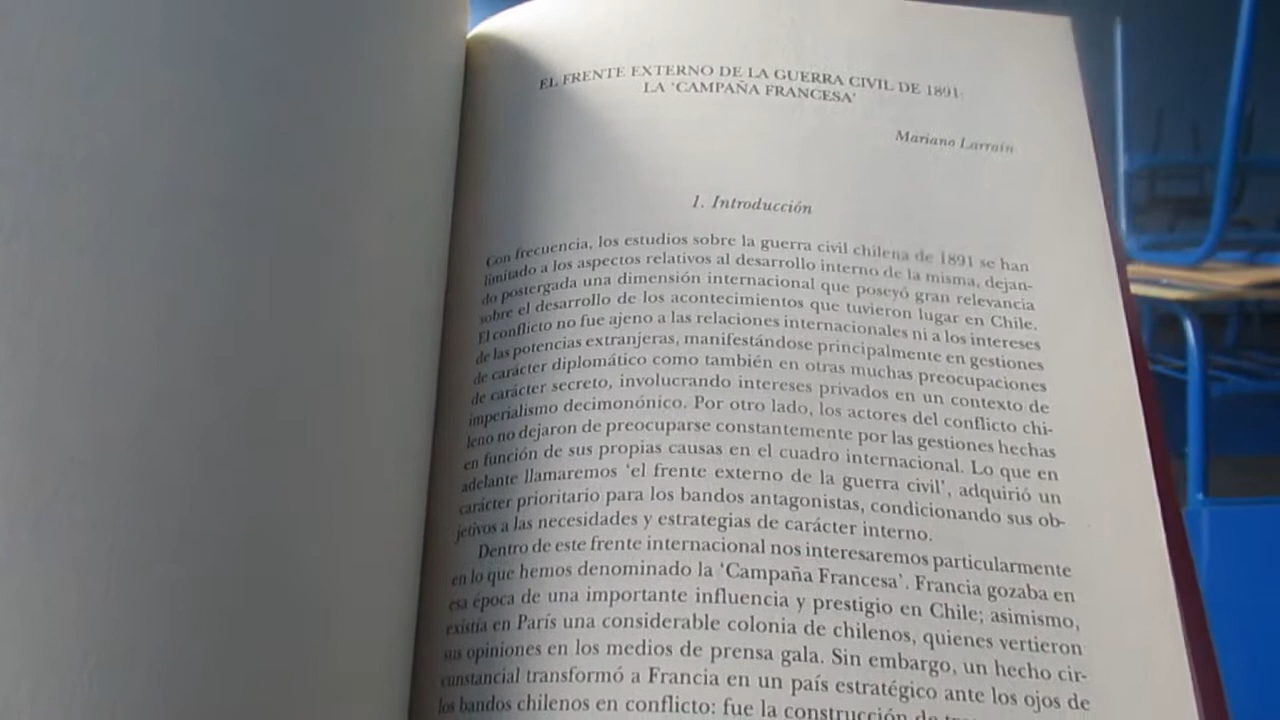 EL FRENTE EXTERNO DE LA GUERRA CIVIL DE 1891
LA 'CAMPAÑA FRANCESA'
Mariano Larraín
1. Introducción
Con frecuencia, los estudios sobre la guerra civil chilena de 1891 se han
limitado a los aspectos relativos al desarrollo interno de la misma, dejan-
do postergada una dimensión internacional que poseyó gran relevancia
sobre el desarrollo de los acontecimientos que tuvieron lugar en Chile.
El conflicto no fue ajeno a las relaciones internacionales ni a los intereses
de las potencias extranjeras, manifestándose principalmente en gestiones
de carácter diplomático como también en otras muchas preocupaciones
de carácter secreto, involucrando intereses privados en un contexto de
imperialismo decimonónico. Por otro lado, los actores del conflicto chi-
leno no dejaron de preocuparse constantemente por las gestiones hechas
en función de sus propias causas en el cuadro internacional. Lo que en
adelante llamaremos 'el frente externo de la guerra civil', adquirió un
carácter prioritario para los bandos antagonistas, condicionando sus ob-
jetivos a las necesidades y estrategias de carácter interno.
Dentro de este frente internacional nos interesaremos particularmente
en lo que hemos denominado la 'Campaña Francesa'. Francia gozaba en
esa época de una importante influencia y prestigio en Chile; asimismo,
existía en París una considerable colonia de chilenos, quienes vertieron
sus opiniones en los medios de prensa gala. Sin embargo, un hecho cir-
cunstancial transformó a Francia en un país estratégico ante los ojos de
los bandos chilenos en conflicto: fue la construcción de